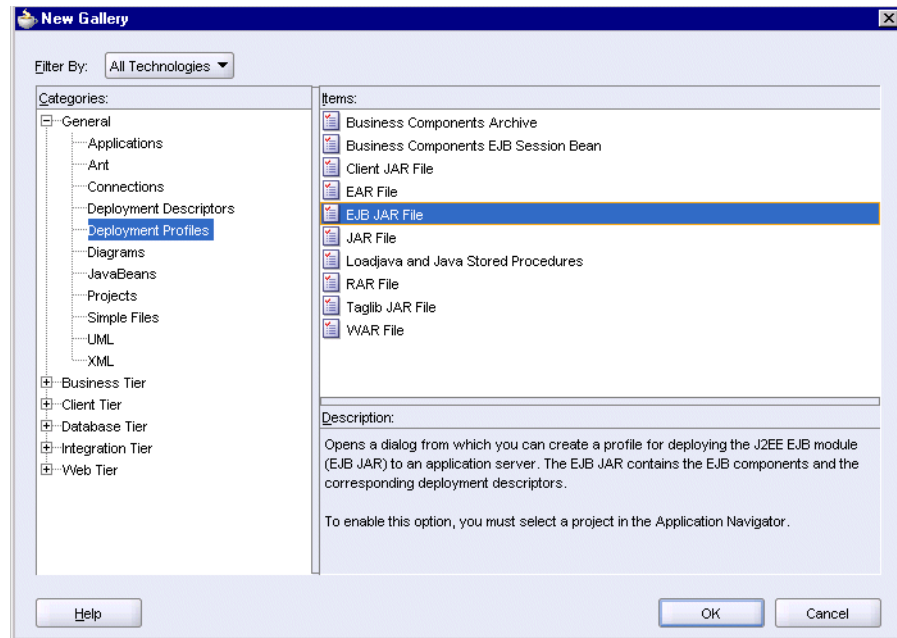 New Gallery
Filter By: All Technologies
Categories:
General
Applications
Ant
Connections
Deployment Descriptors
Deployment Profiles
Diagrams
JavaBeans
Projects
Simple Files
UML
XML
Business Tier
Client Tier
Database Tier
Integration Tier
Web Tier
Items:
Business Components Archive
Business Components EJB Session Bean
Client JAR File
EAR File
EJB JAR File
JAR File
Loadjava and Java Stored Procedures
RAR File
Taglib JAR File
WAR File
Description:
Opens a dialog from which you can create a profile for deploying the J2EE EJB module
(EJB JAR) to an application server. The EJB JAR contains the EJB components and the
corresponding deployment descriptors.
To enable this option, you must select a project in the Application Navigator.
Help OK Cancel